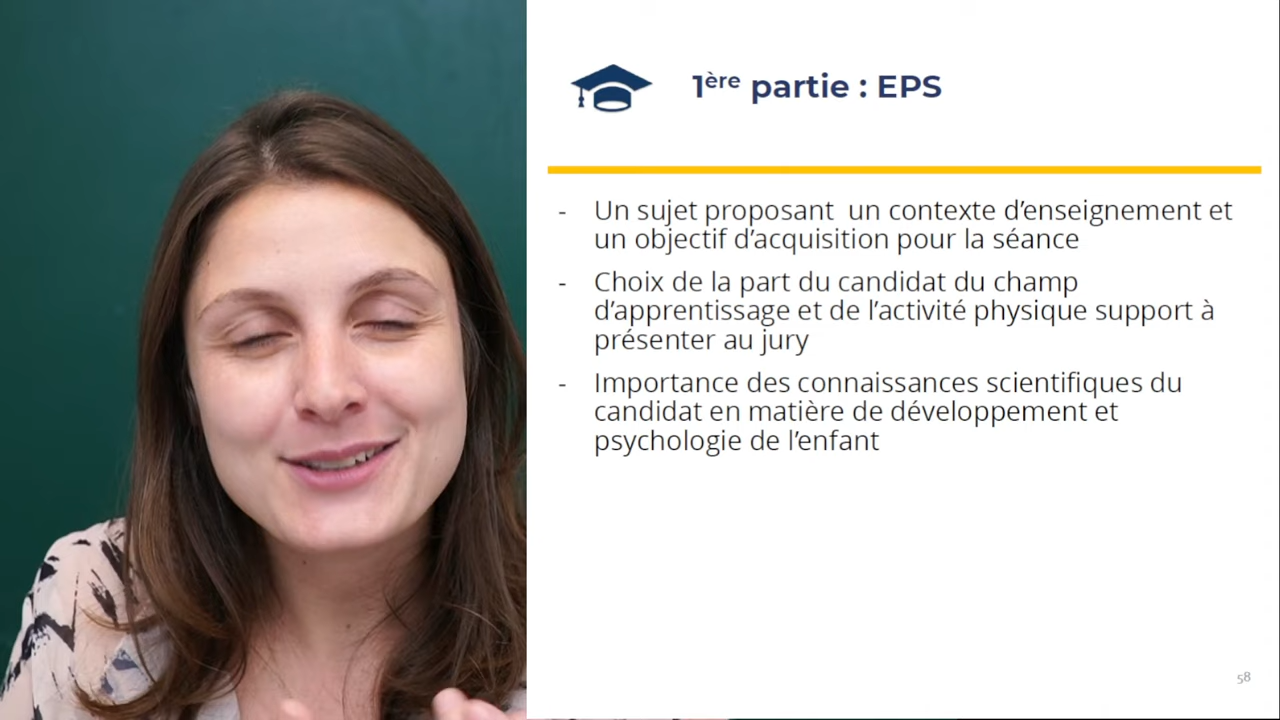 1ère partie : EPS
- Un sujet proposant un contexte d’enseignement et
un objectif d’acquisition pour la séance
- Choix de la part du candidat du champ
d’apprentissage et de l’activité physique support à
présenter au jury
- Importance des connaissances scientifiques du
candidat en matière de développement et
psychologie de l’enfant
58